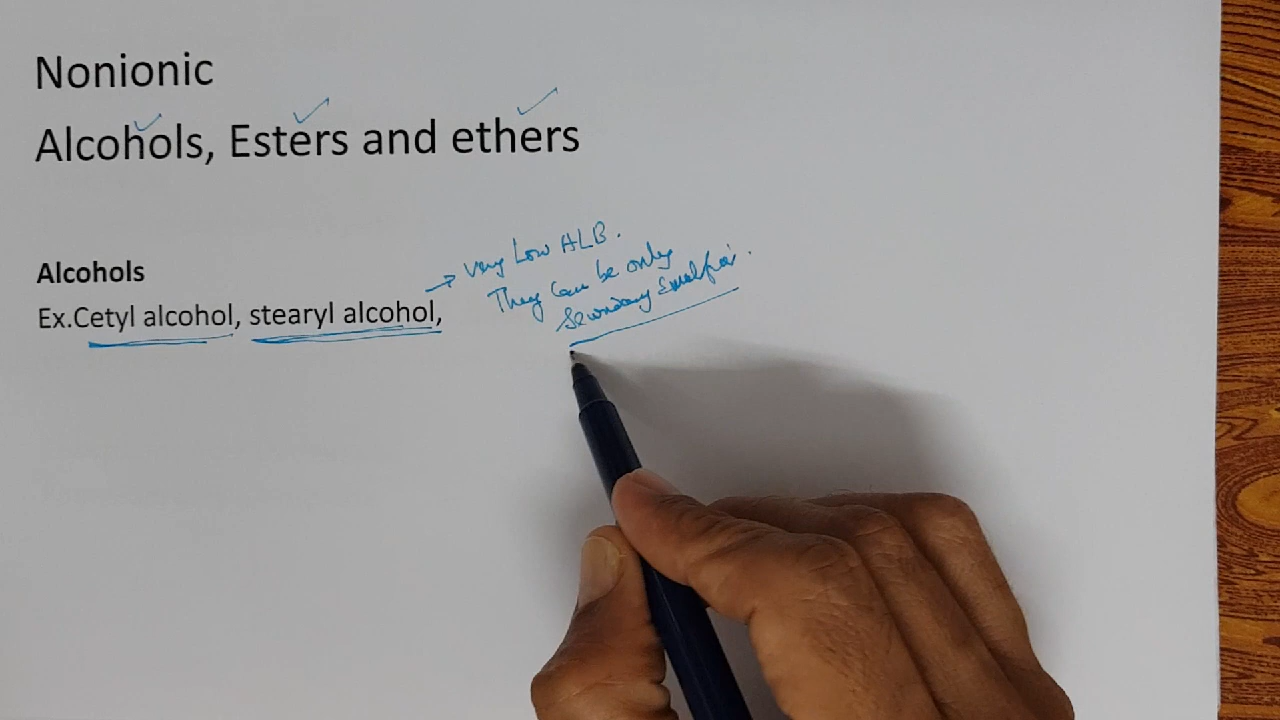 Nonionic
Alcohols, Esters and ethers
Alcohols
Ex.Cetyl alcohol, stearyl alcohol,
Very Low HLB.
They Can be only
Secondary